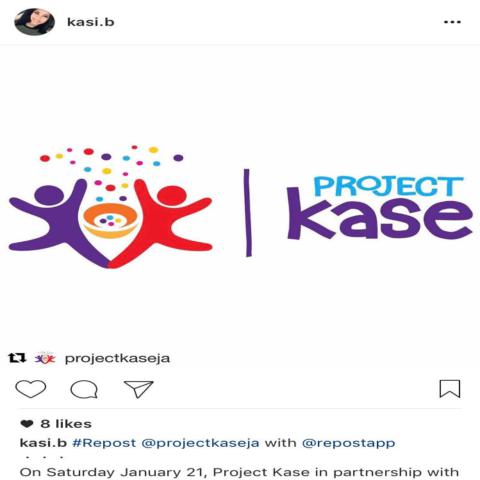 kasi.b
PROJECT
kase
projectkaseja
8 likes
kasi.b #Repost @projectkaseja with @repostapp
. . .
On Saturday January 21, Project Kase in partnership with